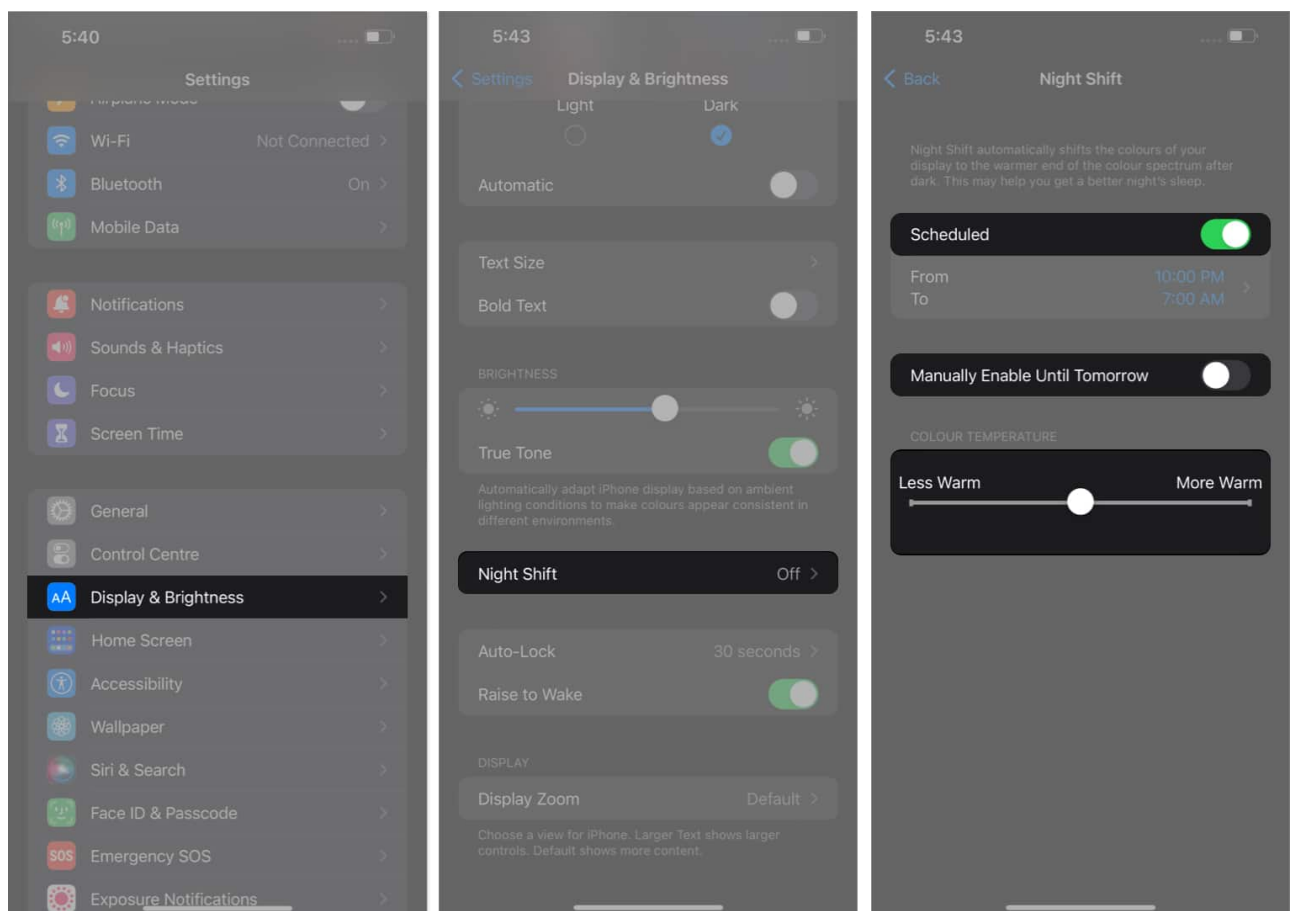 5:40
Settings
Airplane Mode
Wi-Fi Not Connected
Bluetooth On
Mobile Data
Notifications
Sounds & Haptics
Focus
Screen Time
General
Control Centre
AA Display & Brightness
Home Screen
Accessibility
Wallpaper
Siri & Search
Face ID & Passcode
SOS Emergency SOS
Exposure Notifications
5:43
Settings Display & Brightness
Light Dark
Automatic
Text Size
Bold Text
BRIGHTNESS
True Tone
Automatically adapt iPhone display based on ambient
lighting conditions to make colours appear consistent in
different environments.
Night Shift Off
Auto-Lock 30 seconds
Raise to Wake
DISPLAY
Display Zoom Default
Choose a view for iPhone. Larger Text shows larger
controls. Default shows more content.
5:43
Back Night Shift
Night Shift automatically shifts the colours of your
display to the warmer end of the colour spectrum after
dark. This may help you get a better night's sleep.
Scheduled
From 10:00 PM
To 7:00 AM
Manually Enable Until Tomorrow
COLOUR TEMPERATURE
Less Warm More Warm